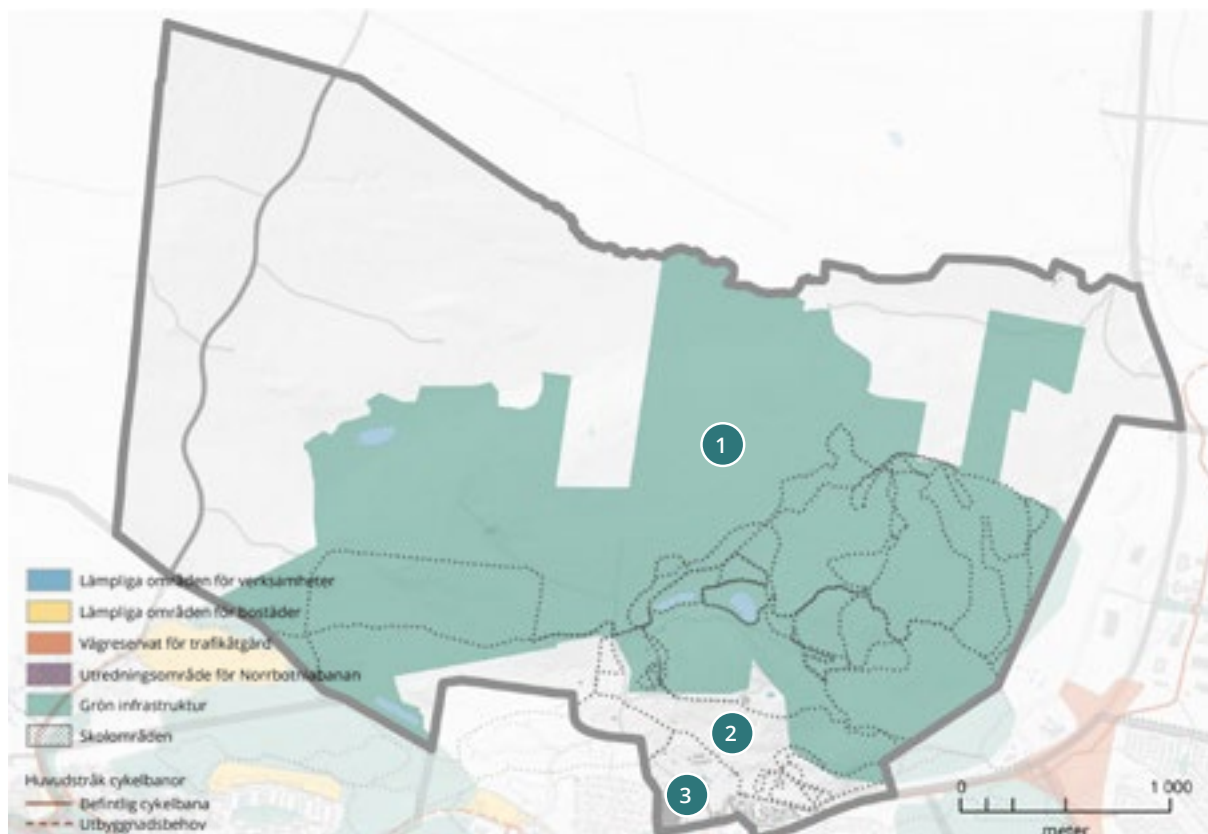 1
2
3
Lämpliga områden för verksamheter
Lämpliga områden för bostäder
Vägreservat för trafikåtgärd
Utredningsområde för Norrbotniabanan
Grön infrastruktur
Skolområden
Huvudstråk cykelbanor
Befintlig cykelbana
Utbyggnadsbehov
0 1 000
meter